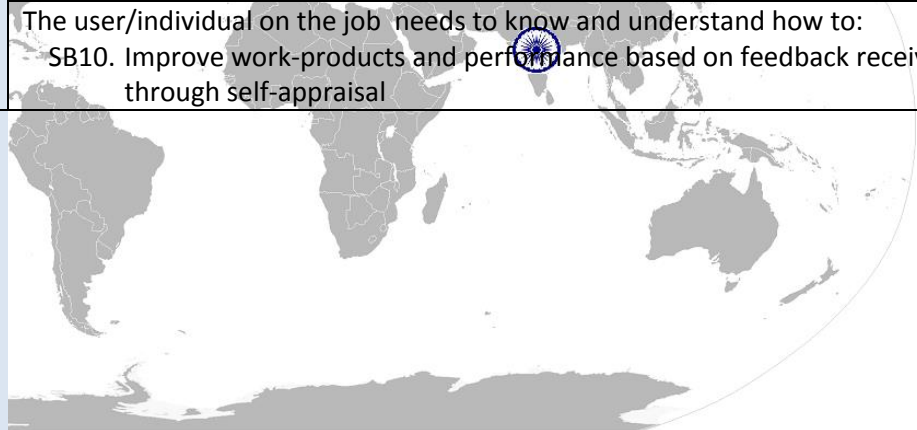 The user/individual on the job needs to know and understand how to:
SB10. Improve work-products and performance based on feedback
through self-appraisal